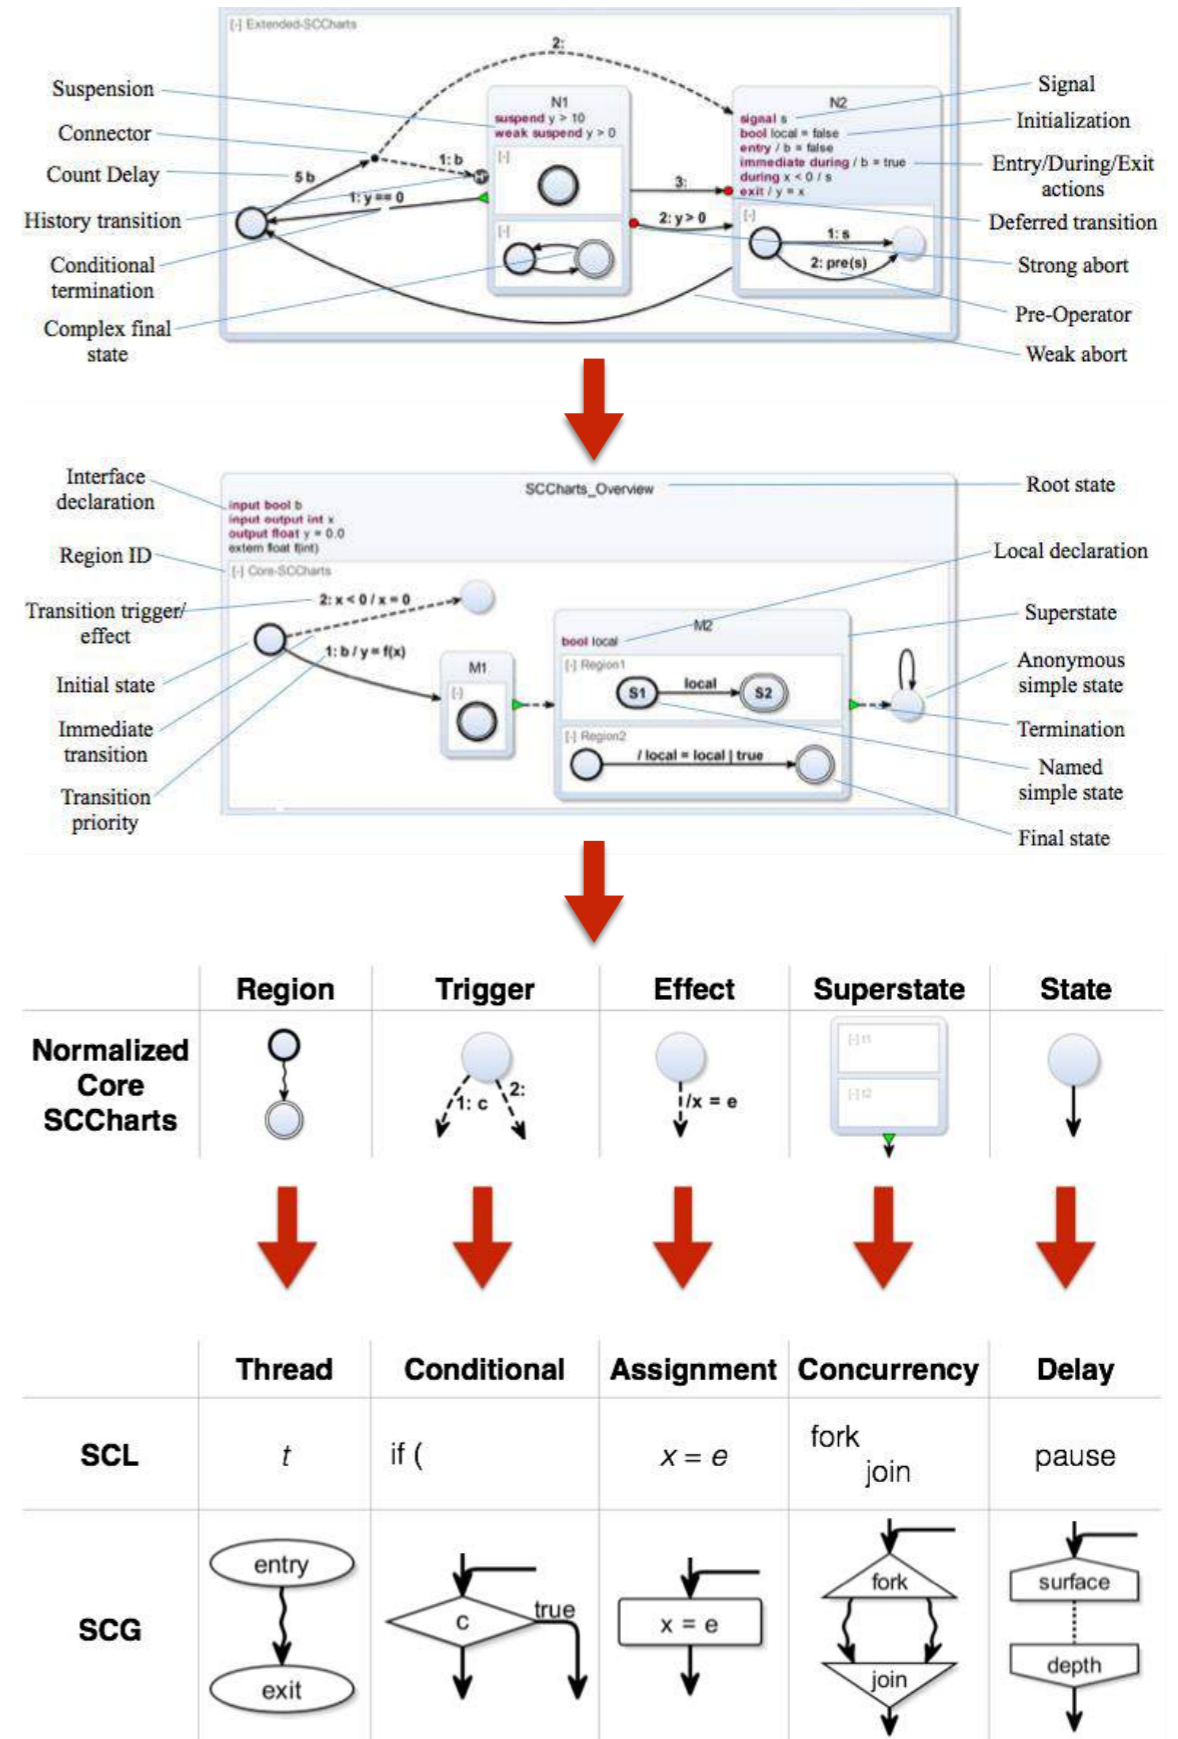 [-] Extended-SCCharts
2:
Suspension
Connector
Count Delay
History transition
Conditional
termination
Complex final
state
5 b
1: b
1: y == 0
N1
suspend y > 10
weak suspend y > 0
[-]
[-]
H
3:
2: y > 0
N2
signal s
bool local = false
entry / b = false
immediate during / b = true
during x < 0 / s
exit / y = x
[-]
1: s
2: pre(s)
Signal
Initialization
Entry/During/Exit
actions
Deferred transition
Strong abort
Pre-Operator
Weak abort
Interface
declaration
Region ID
Transition trigger/
effect
Initial state
Immediate
transition
Transition
priority
SCCharts_Overview
input bool b
input output int x
output float y = 0.0
extern float f(int)
[-] Core-SCCharts
2: x < 0 / x = 0
1: b / y = f(x)
M1
[-]
M2
bool local
[-] Region1
S1
local
S2
[-] Region2
/ local = local | true
Root state
Local declaration
Superstate
Anonymous
simple state
Termination
Named
simple state
Final state
Region Trigger Effect Superstate State
Normalized
Core
SCCharts
1: c
2:
/x = e
[-] t1
[-] t2
Thread Conditional Assignment Concurrency Delay
SCL
t
if (
x = e
fork
join
pause
SCG
entry
exit
c
true
x = e
fork
join
surface
depth